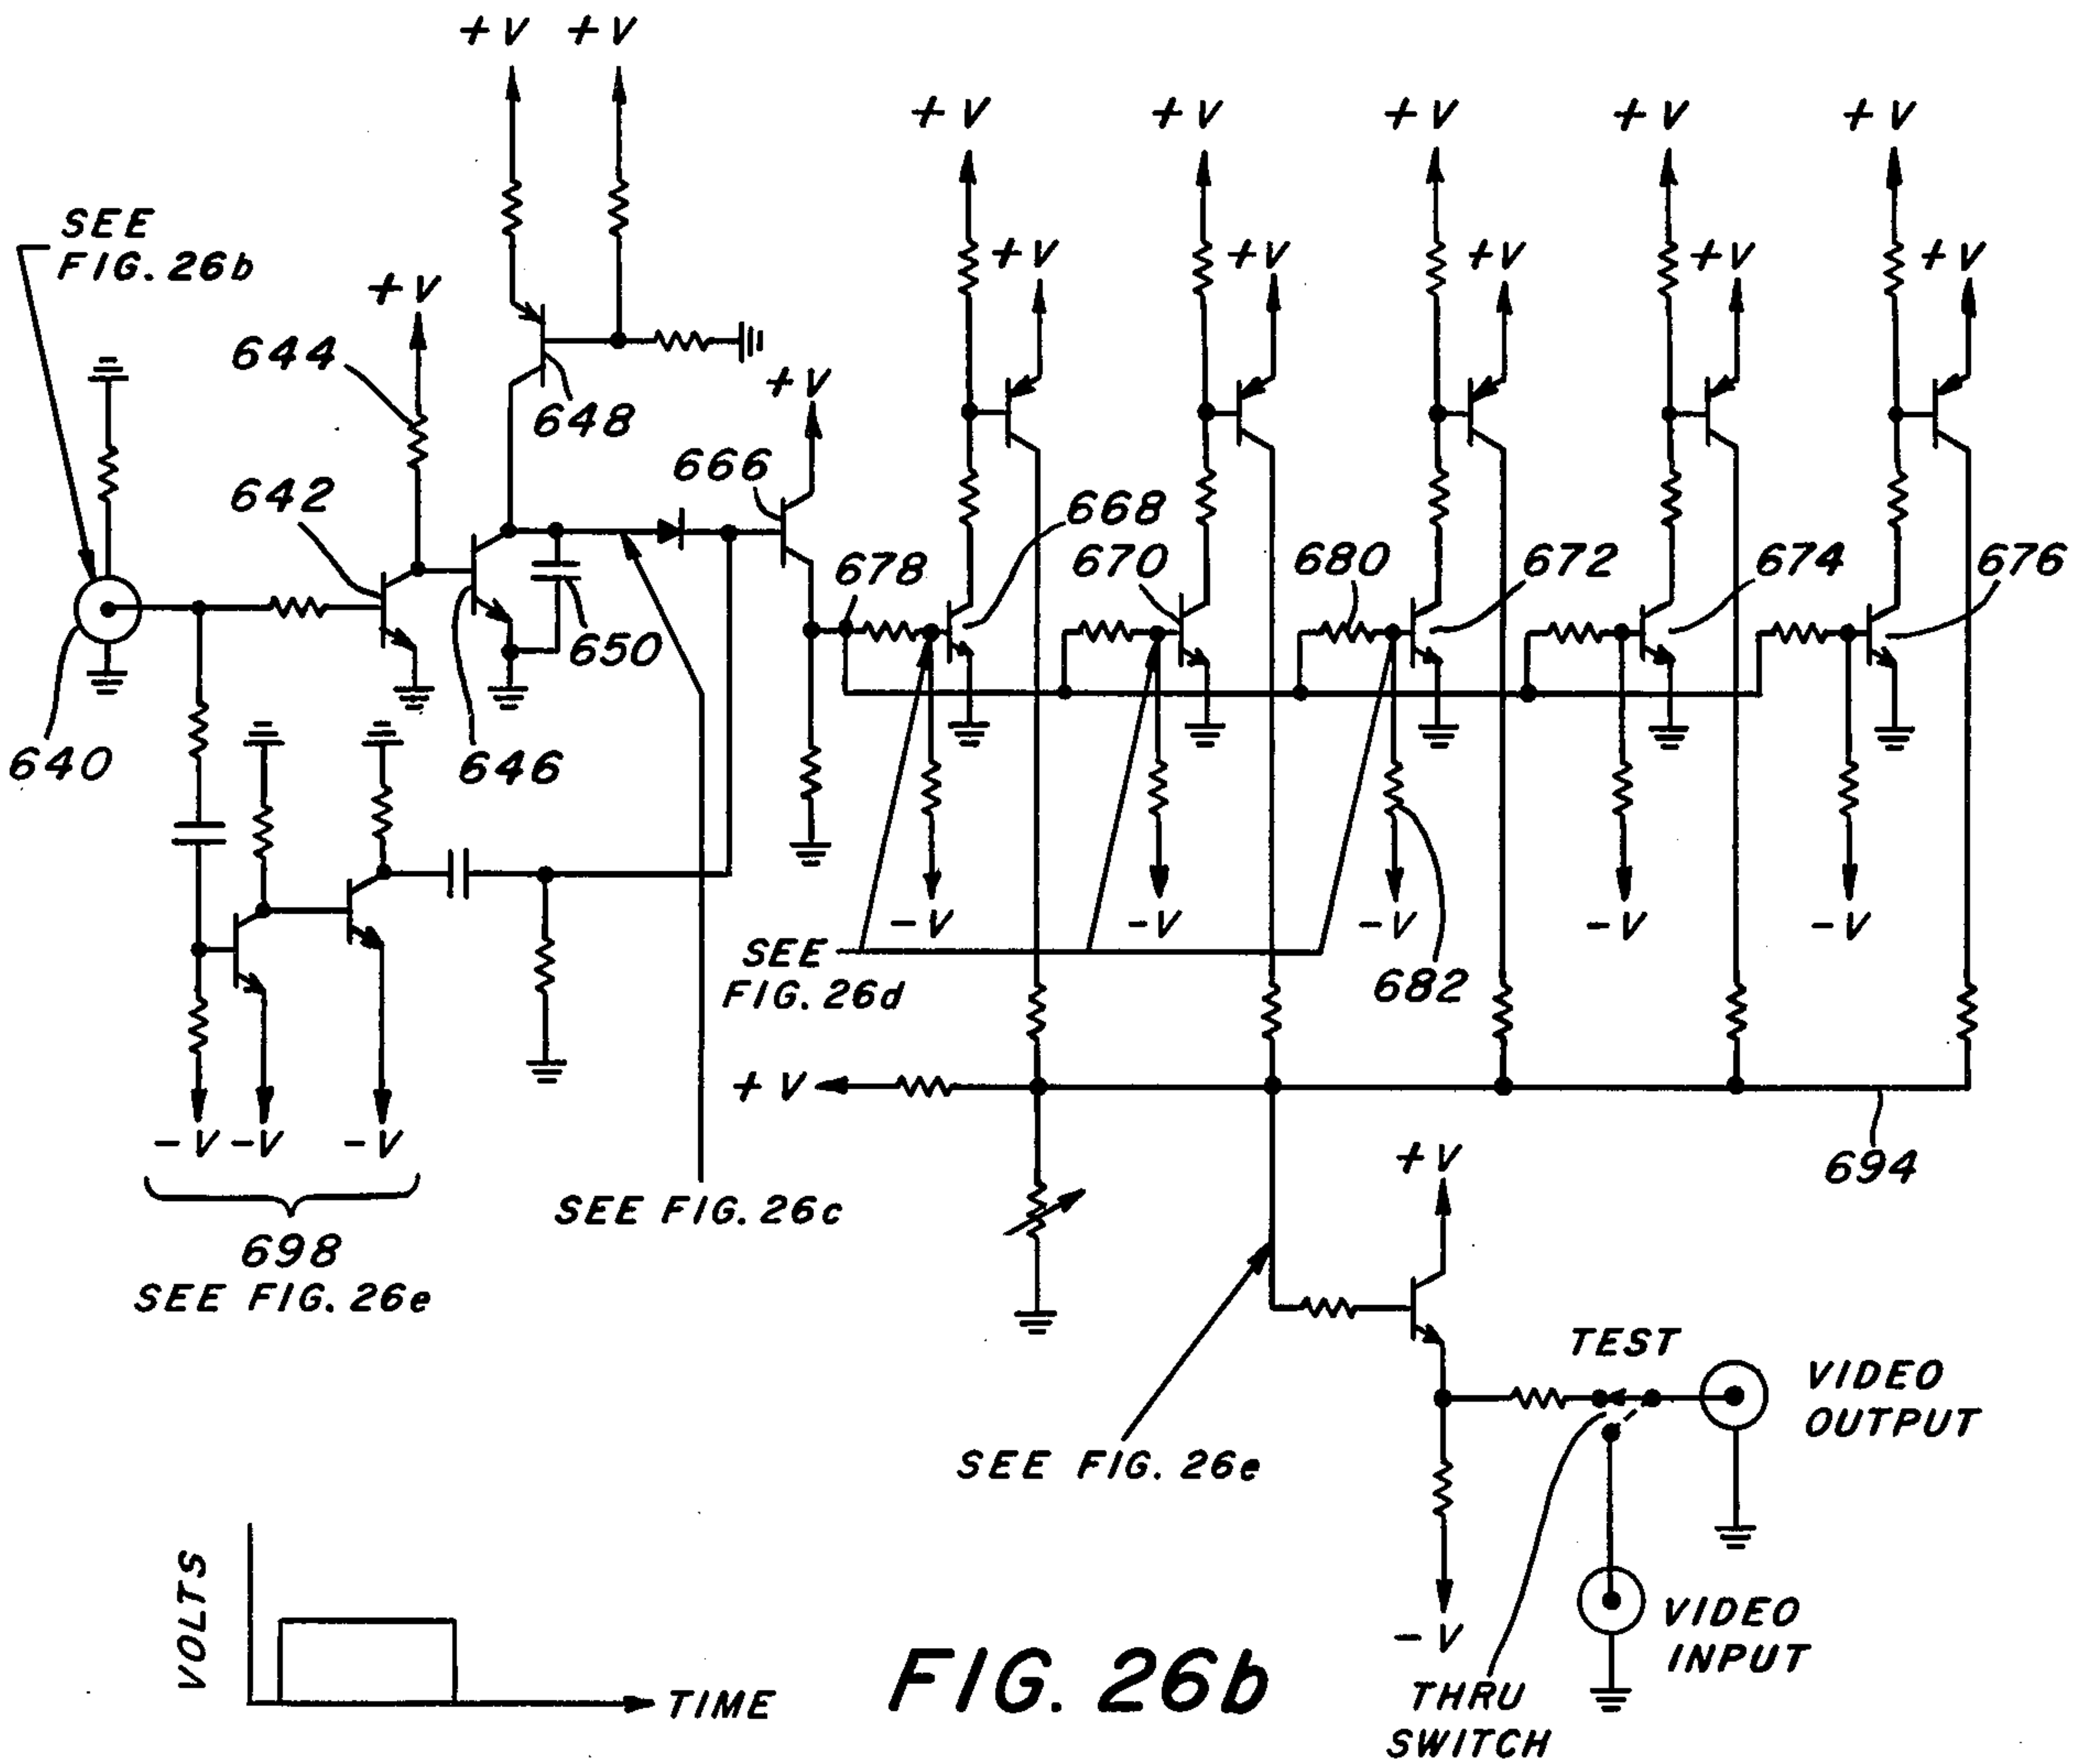 +V +V
+V +V +V +V +V
SEE
FIG. 26b
+V
+V +V +V +V +V
644
648
+V
642
666
668
678
670
680
672
674
676
650
640
646
-V -V -V -V -V
SEE
FIG. 26d
682
+V
-V -V -V
694
+V
698
SEE FIG. 26e
SEE FIG. 26c
TEST
VIDEO
OUTPUT
SEE FIG. 26e
-V
VIDEO
INPUT
THRU
SWITCH
VOLTS
TIME
FIG. 26b